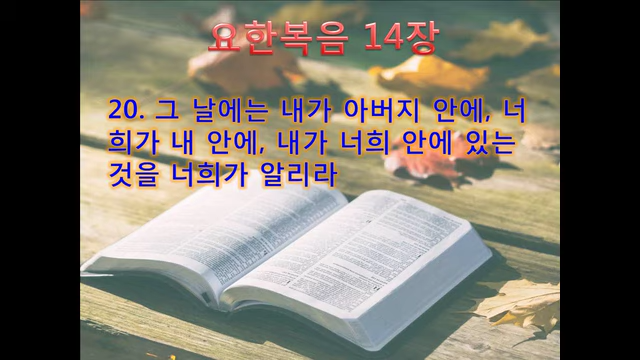 요한복음 14장
20. 그 날에는 내가 아버지 안에, 너
희가 내 안에, 내가 너희 안에 있는
것을 너희가 알리라